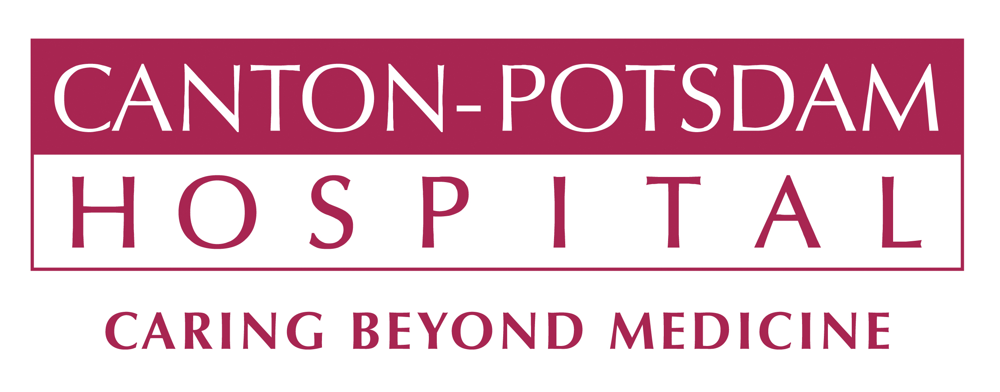 CANTON-POTSDAM
HOSPITAL
CARING BEYOND MEDICINE